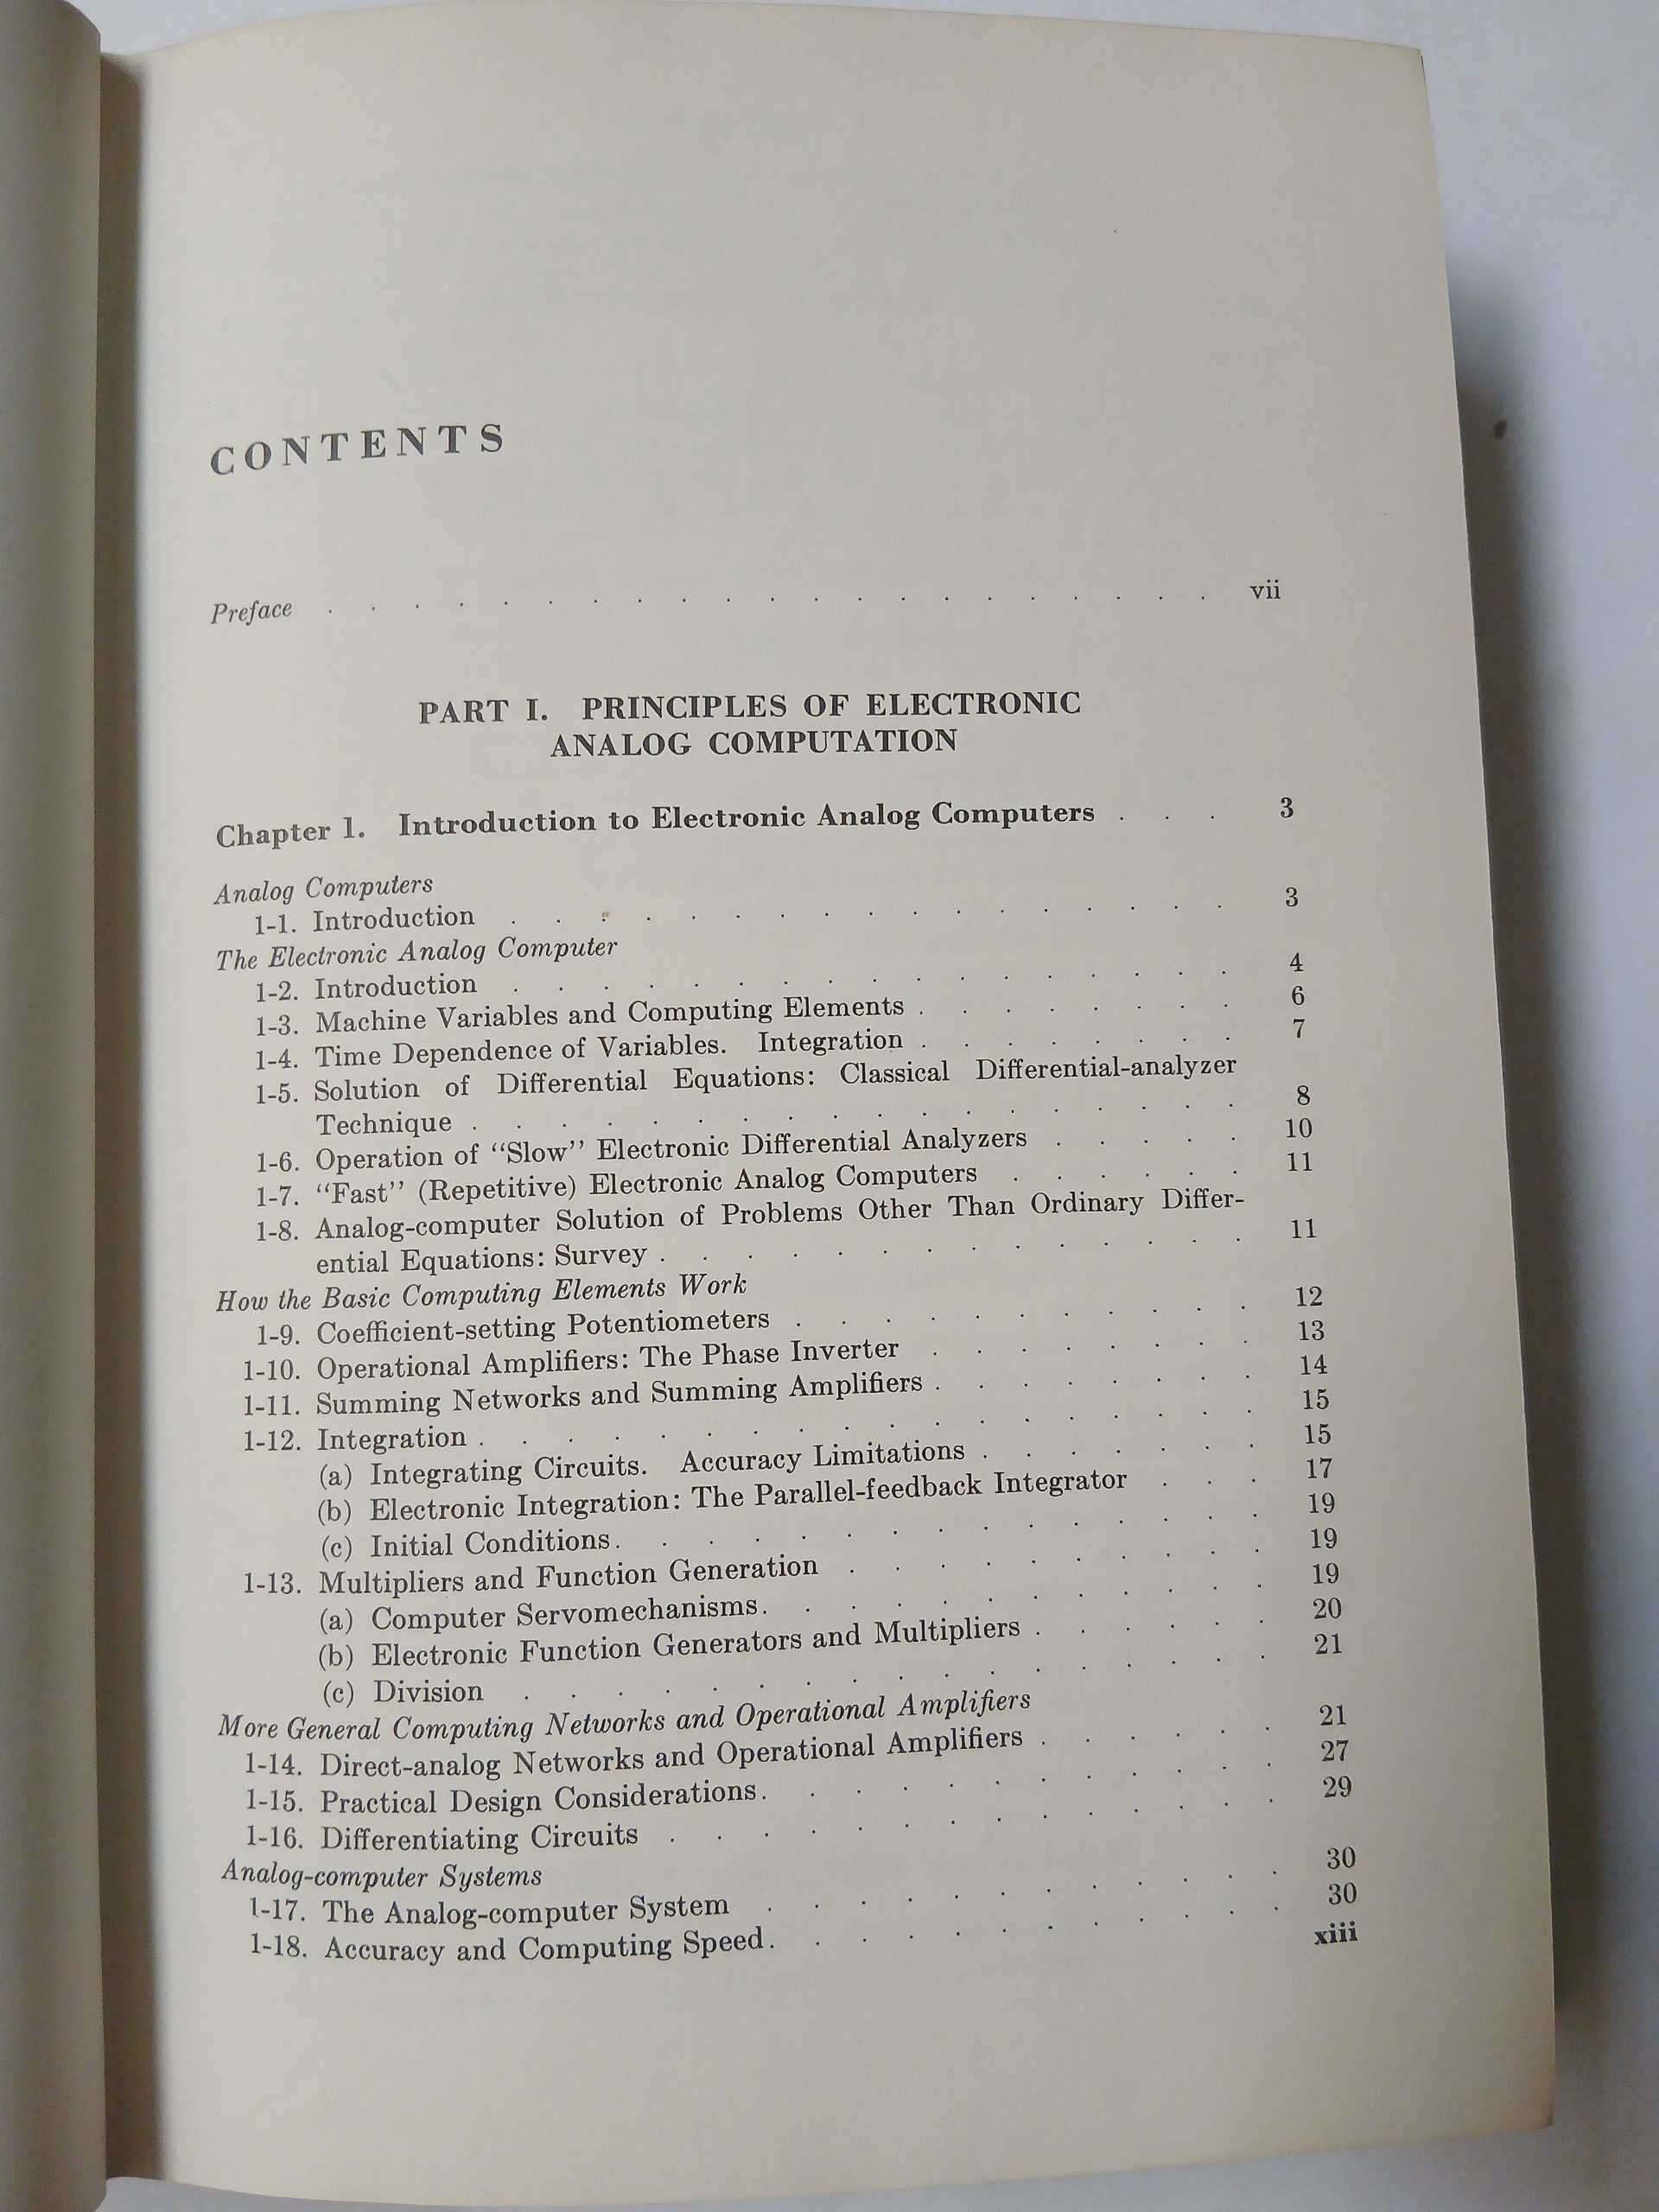 CONTENTS
Preface . . . . . . . . . . . . . . . . . . . . . vii
PART I. PRINCIPLES OF ELECTRONIC
ANALOG COMPUTATION
Chapter 1. Introduction to Electronic Analog Computers . . . 3
Analog Computers
1-1. Introduction . . . . . . . . . . . . . . . . . 3
The Electronic Analog Computer
1-2. Introduction . . . . . . . . . . . . . . . . . 4
1-3. Machine Variables and Computing Elements . . . . . . . . 6
1-4. Time Dependence of Variables. Integration . . . . . . . . 7
1-5. Solution of Differential Equations: Classical Differential-analyzer
Technique . . . . . . . . . . . . . . . . . . 8
1-6. Operation of “Slow” Electronic Differential Analyzers . . . . . 10
1-7. “Fast” (Repetitive) Electronic Analog Computers . . . . . . 11
1-8. Analog-computer Solution of Problems Other Than Ordinary Differ-
ential Equations: Survey . . . . . . . . . . . . . . 11
How the Basic Computing Elements Work
1-9. Coefficient-setting Potentiometers . . . . . . . . . . . 12
1-10. Operational Amplifiers: The Phase Inverter . . . . . . . . 13
1-11. Summing Networks and Summing Amplifiers . . . . . . . . 14
1-12. Integration . . . . . . . . . . . . . . . . . . 15
(a) Integrating Circuits. Accuracy Limitations . . . . . . . 15
(b) Electronic Integration: The Parallel-feedback Integrator . . . 17
(c) Initial Conditions. . . . . . . . . . . . . . . . 19
1-13. Multipliers and Function Generation . . . . . . . . . . 19
(a) Computer Servomechanisms. . . . . . . . . . . . 19
(b) Electronic Function Generators and Multipliers . . . . . . 20
(c) Division . . . . . . . . . . . . . . . . . 21
More General Computing Networks and Operational Amplifiers
1-14. Direct-analog Networks and Operational Amplifiers . . . . . . 21
1-15. Practical Design Considerations. . . . . . . . . . . . 27
1-16. Differentiating Circuits . . . . . . . . . . . . . . 29
Analog-computer Systems
1-17. The Analog-computer System . . . . . . . . . . . . 30
1-18. Accuracy and Computing Speed. . . . . . . . . . . . 30
xiii